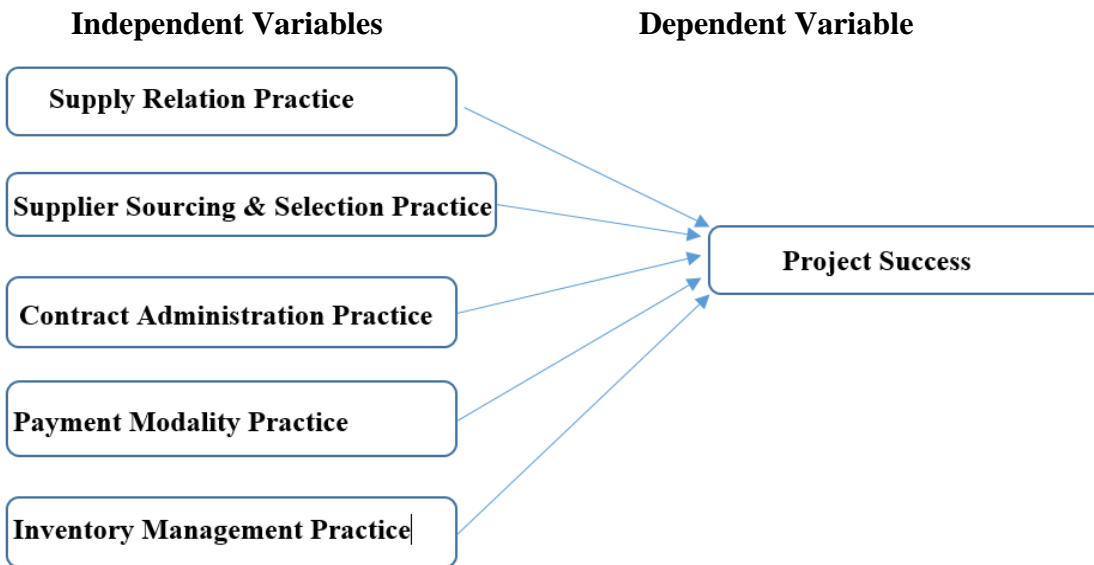 Independent Variables
Dependent Variable
Supply Relation Practice
Supplier Sourcing & Selection Practice
Contract Administration Practice
Payment Modality Practice
Inventory Management Practice
Project Success